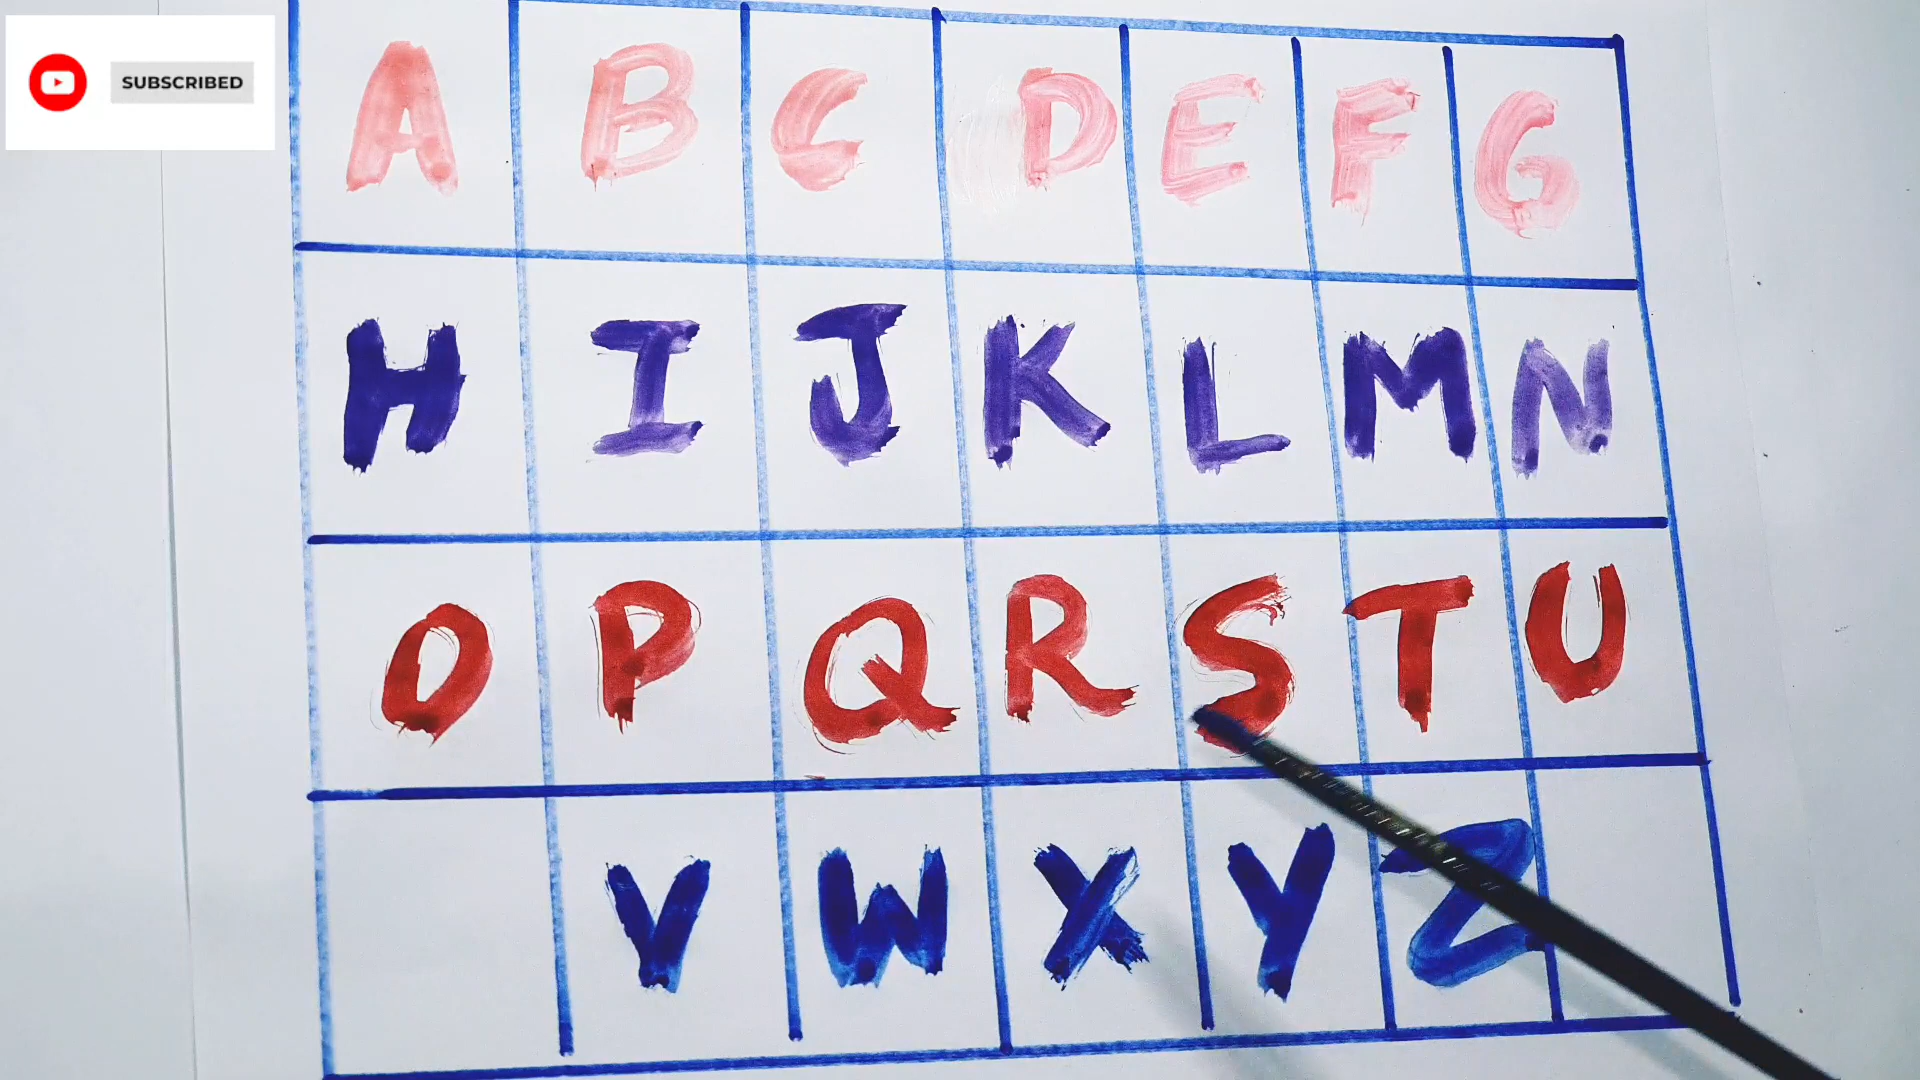 SUBSCRIBED
A B C D E F G
H I J K L M N
O P Q R S T U
V W X Y Z